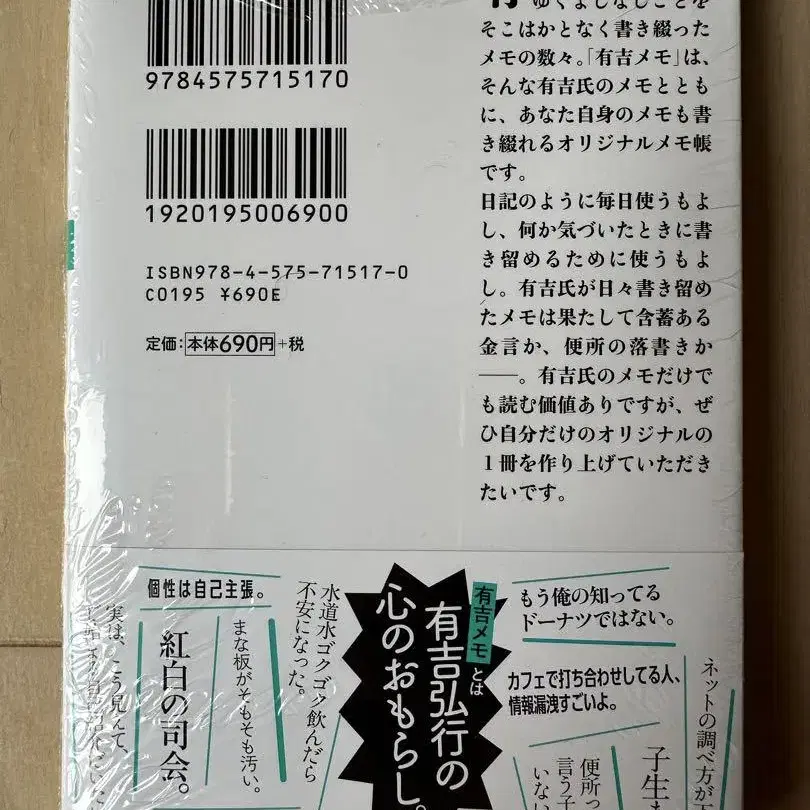 9784575715170
1920195006900
ISBN978-4-575-71517-0
C0195 ¥690E
定価:本体690円+税
ゆくよしなしごとを
そこはかとなく書き綴った
メモの数々。「有吉メモ」は、
そんな有吉氏のメモととも
に、あなた自身のメモも書
き綴れるオリジナルメモ帳
です。
日記のように毎日使うもよ
し、何か気づいたときに書
き留めるために使うもよ
し。有吉氏が日々書き留め
たメモは果たして含蓄ある
金言か、便所の落書きか
──。有吉氏のメモだけで
も読む価値ありですが、ぜ
ひ自分だけのオリジナルの
1冊を作り上げていただき
たいです。
個性は自己主張。
実は、こう見えて、
紅白の司会。
まな板がそもそも汚い。
水道水ゴクゴク飲んだら
不安になった。
有吉メモとは
有吉弘行の
心のおもらし。
もう俺の知ってる
ドーナツではない。
カフェで打ち合わせしてる人、
情報漏洩すごいよ。
ネットの調べ方が
子生
便所っ
言う子
いない